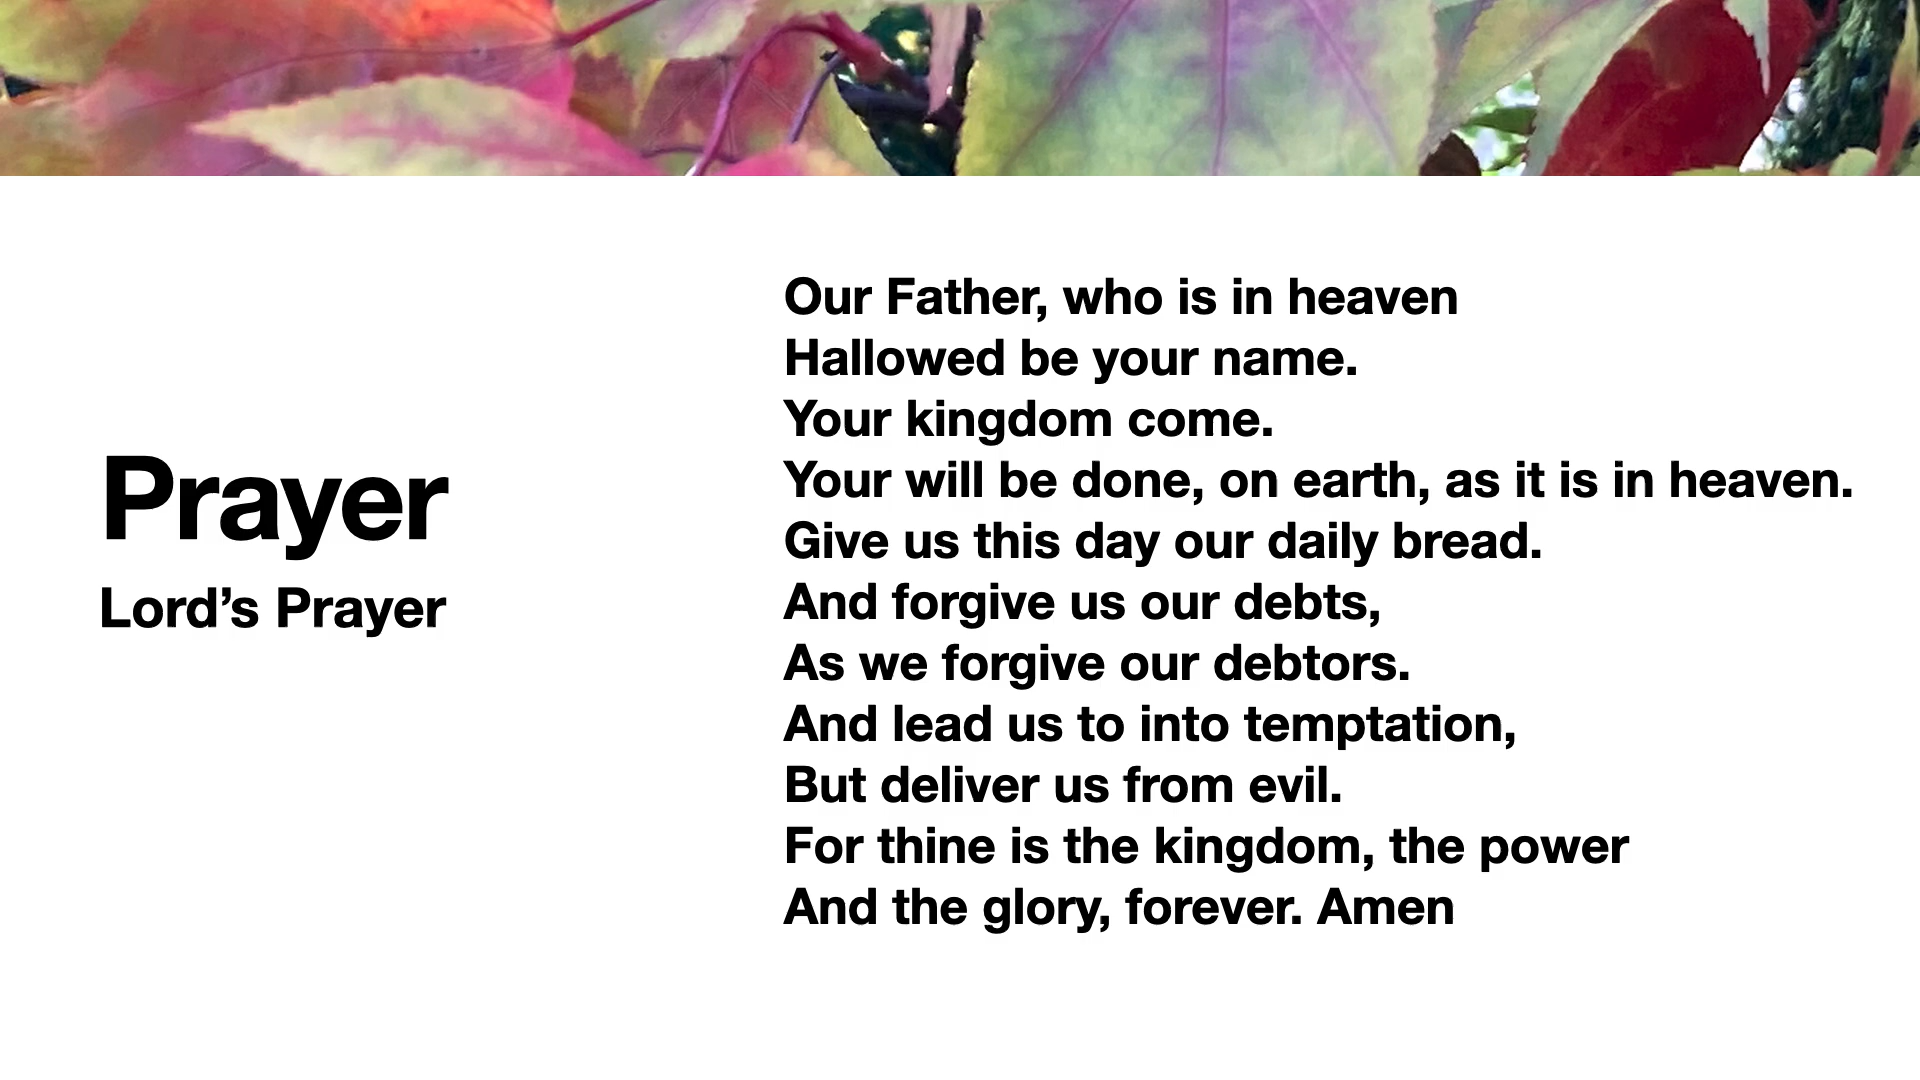 Prayer
Lord’s Prayer
Our Father, who is in heaven
Hallowed be your name.
Your kingdom come.
Your will be done, on earth, as it is in heaven.
Give us this day our daily bread.
And forgive us our debts,
As we forgive our debtors.
And lead us to into temptation,
But deliver us from evil.
For thine is the kingdom, the power
And the glory, forever. Amen